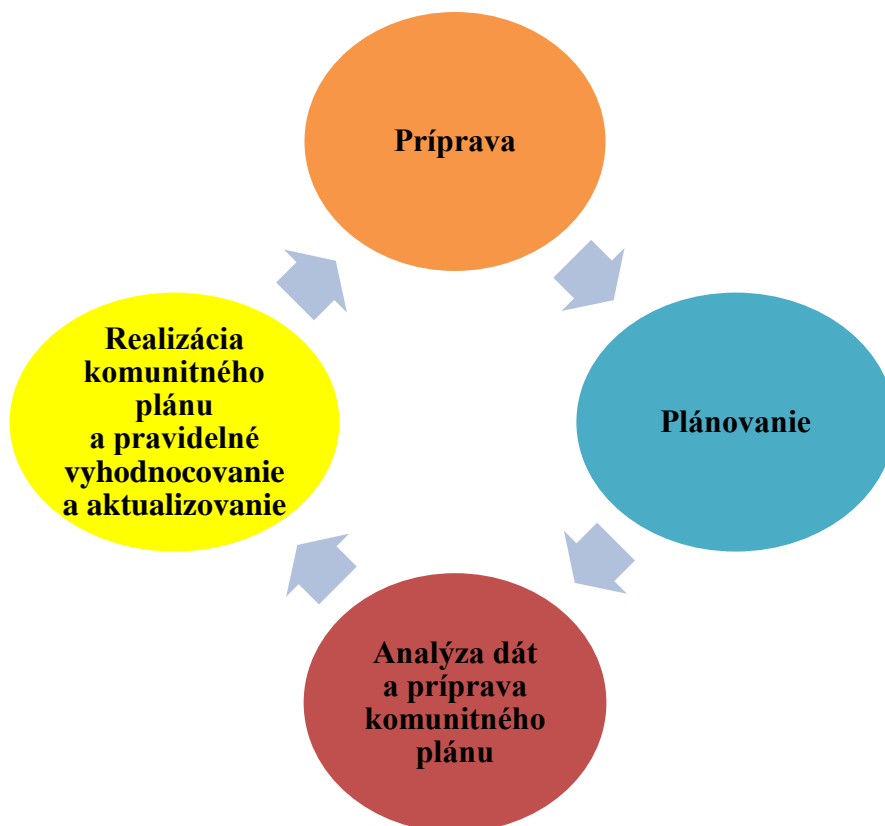 Príprava
Plánovanie
Analýza dát
a príprava
komunitného
plánu
Realizácia
komunitného
plánu
a pravidelné
vyhodnocovanie
a aktualizovanie